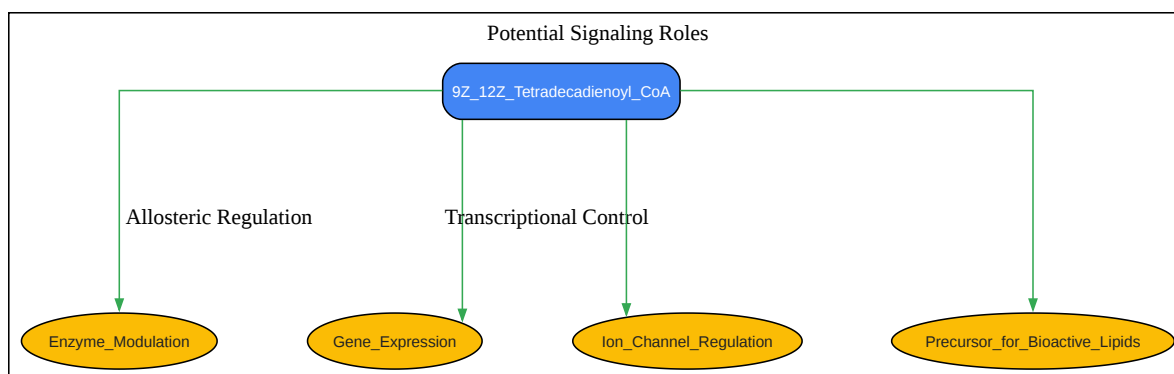 Potential Signaling Roles
9Z_12Z_Tetradecadienoyl_CoA
Allosteric Regulation
Transcriptional Control
Enzyme_Modulation
Gene_Expression
Ion_Channel_Regulation
Precursor_for_Bioactive_Lipids